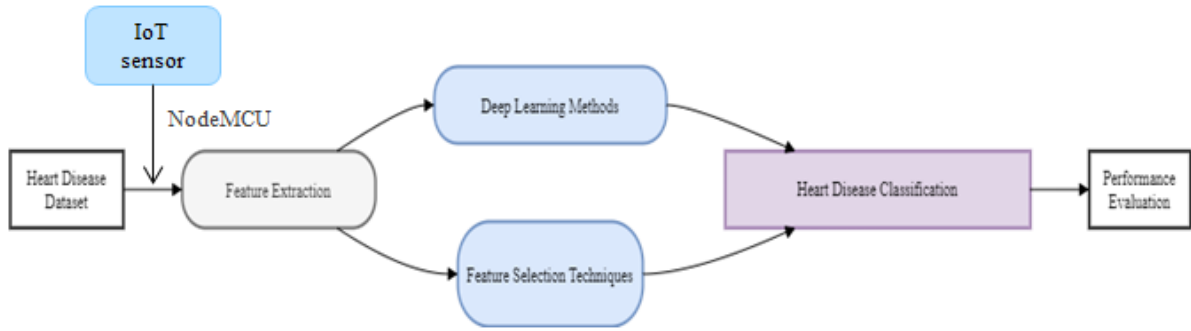 IoT
sensor
NodeMCU
Deep Learning Methods
Heart Disease
Dataset
Feature Extraction
Heart Disease Classification
Performance
Evaluation
Feature Selection Techniques